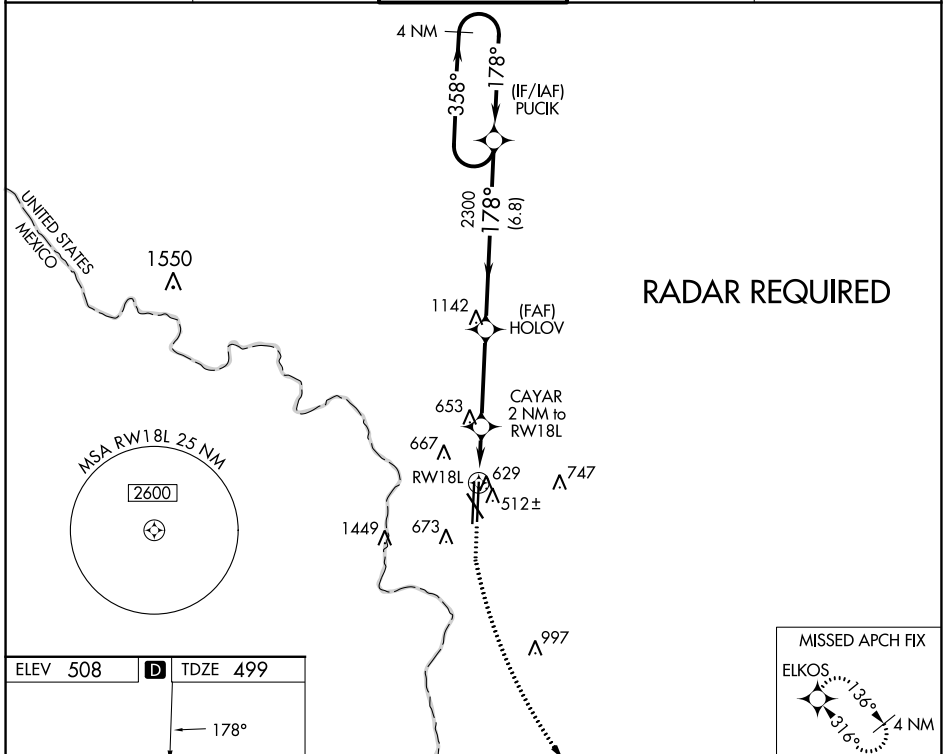 4 NM
358°
178°
(IF/IAF)
PUCIK
2300
178°
(6.8)
UNITED STATES
MEXICO
1550
RADAR REQUIRED
1142
(FAF)
HOLOV
CAYAR
2 NM to
RW18L
653
667
MSA RW18L 25 NM
2600
RW18L
629
747
512±
1449
673
997
MISSED APCH FIX
ELKOS
136°
316°
4 NM
ELEV 508 D TDZE 499
178°